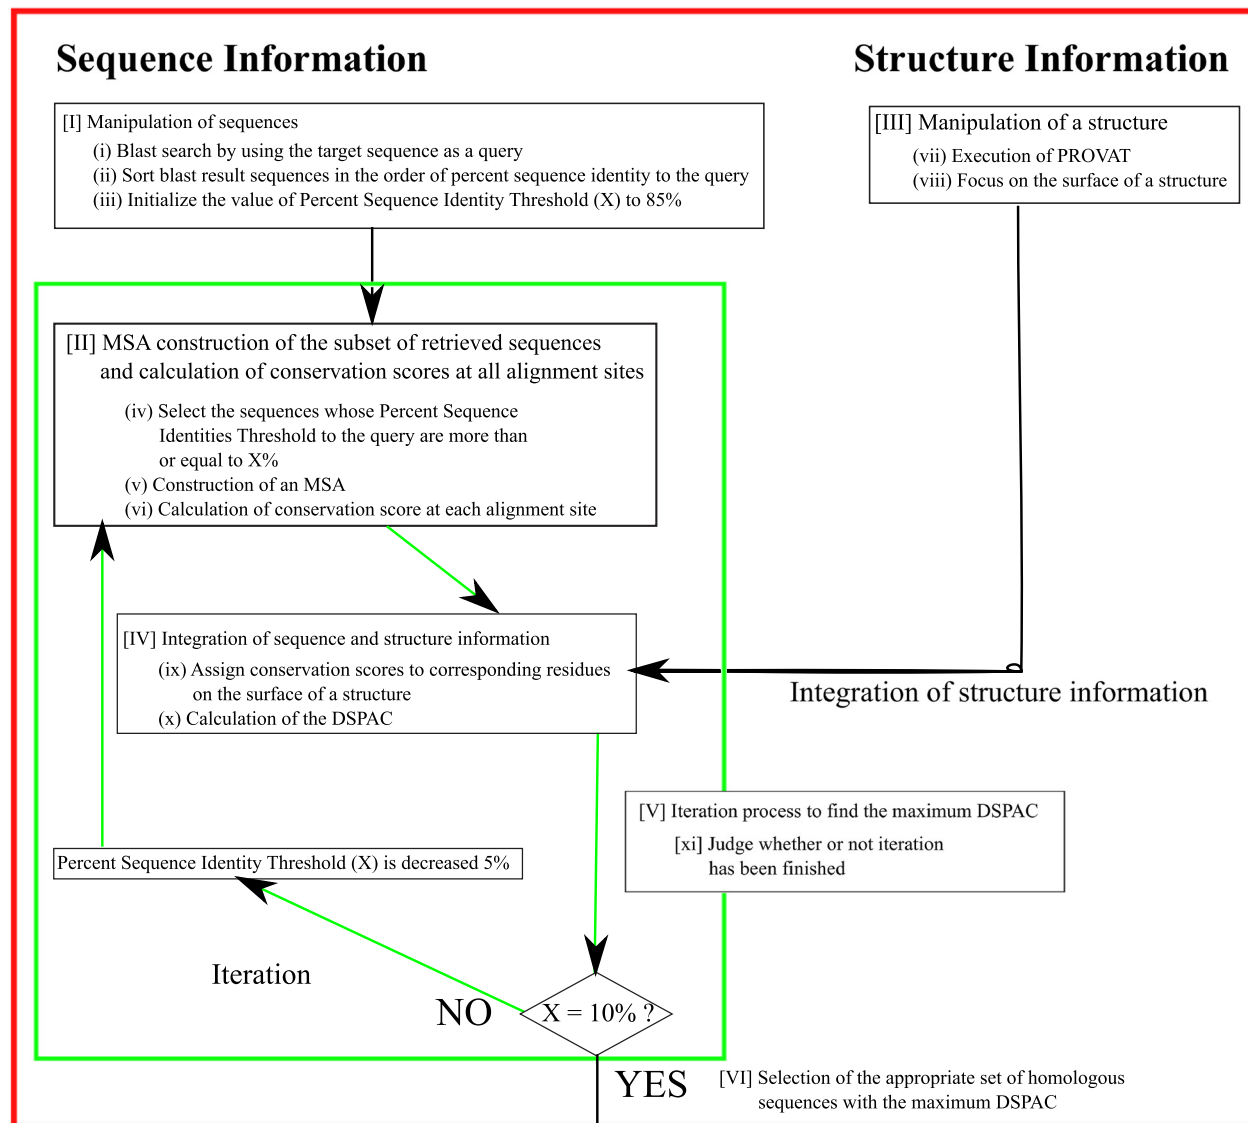 Sequence Information
Structure Information
[I] Manipulation of sequences
(i) Blast search by using the target sequence as a query
(ii) Sort blast result sequences in the order of percent sequence identity to the query
(iii) Initialize the value of Percent Sequence Identity Threshold (X) to 85%
[III] Manipulation of a structure
(vii) Execution of PROVAT
(viii) Focus on the surface of a structure
[II] MSA construction of the subset of retrieved sequences
and calculation of conservation scores at all alignment sites
(iv) Select the sequences whose Percent Sequence
Identities Threshold to the query are more than
or equal to X%
(v) Construction of an MSA
(vi) Calculation of conservation score at each alignment site
[IV] Integration of sequence and structure information
(ix) Assign conservation scores to corresponding residues
on the surface of a structure
(x) Calculation of the DSPAC
Integration of structure information
[V] Iteration process to find the maximum DSPAC
[xi) Judge whether or not iteration
has been finished
Percent Sequence Identity Threshold (X) is decreased 5%
Iteration
NO
X = 10% ?
YES
[VI] Selection of the appropriate set of homologous
sequences with the maximum DSPAC